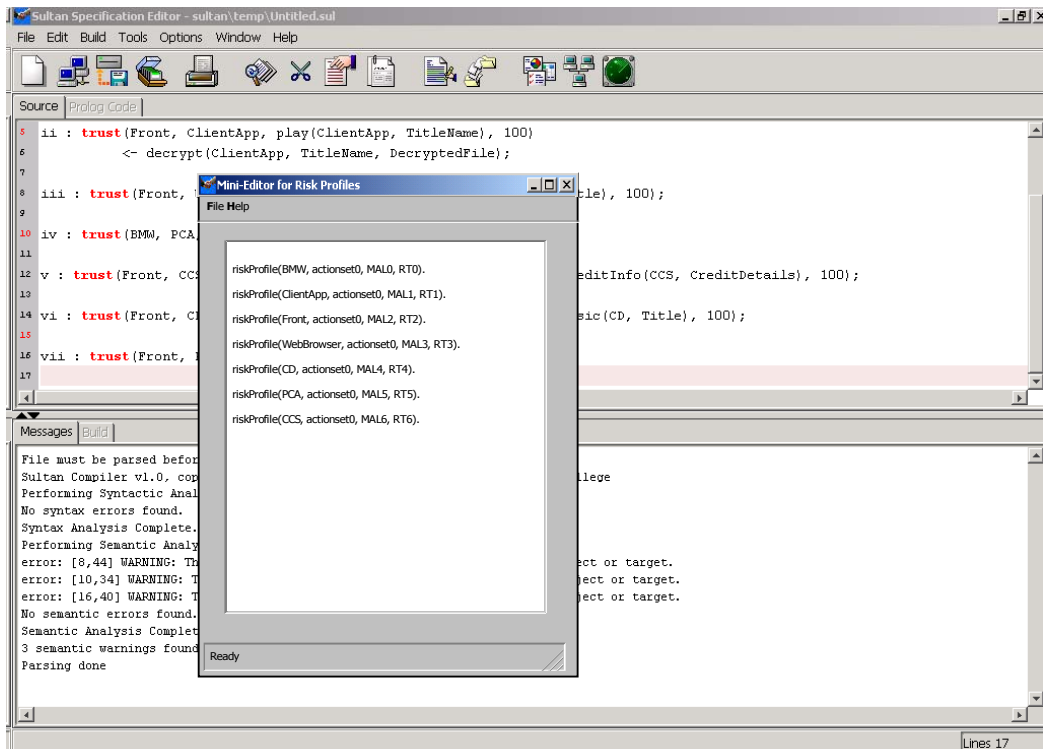 Sultan Specification Editor - sultan\temp\Untitled.sul
File Edit Build Tools Options Window Help
Source Prolog Code
5 ii : trust(Front, ClientApp, play(ClientApp, TitleName), 100)
6 <- decrypt(ClientApp, TitleName, DecryptedFile);
7
8 iii : trust(Front, tle), 100);
9
10 iv : trust(BMW, PCA,
11
12 v : trust(Front, CCS editInfo(CCS, CreditDetails), 100);
13
14 vi : trust(Front, C sic(CD, Title), 100);
15
16 vii : trust(Front,
17
Mini-Editor for Risk Profiles
File Help
riskProfile(BMW, actionset0, MAL0, RT0).
riskProfile(ClientApp, actionset0, MAL1, RT1).
riskProfile(Front, actionset0, MAL2, RT2).
riskProfile(WebBrowser, actionset0, MAL3, RT3).
riskProfile(CD, actionset0, MAL4, RT4).
riskProfile(PCA, actionset0, MAL5, RT5).
riskProfile(CCS, actionset0, MAL6, RT6).
Ready
Messages Build
File must be parsed befor
Sultan Compiler v1.0, cop llege
Performing Syntactic Anal
No syntax errors found.
Syntax Analysis Complete.
Performing Semantic Analy
error: [8,44] WARNING: Th ect or target.
error: [10,34] WARNING: T ject or target.
error: [16,40] WARNING: T ject or target.
No semantic errors found.
Semantic Analysis Complet
3 semantic warnings found
Parsing done
Lines 17